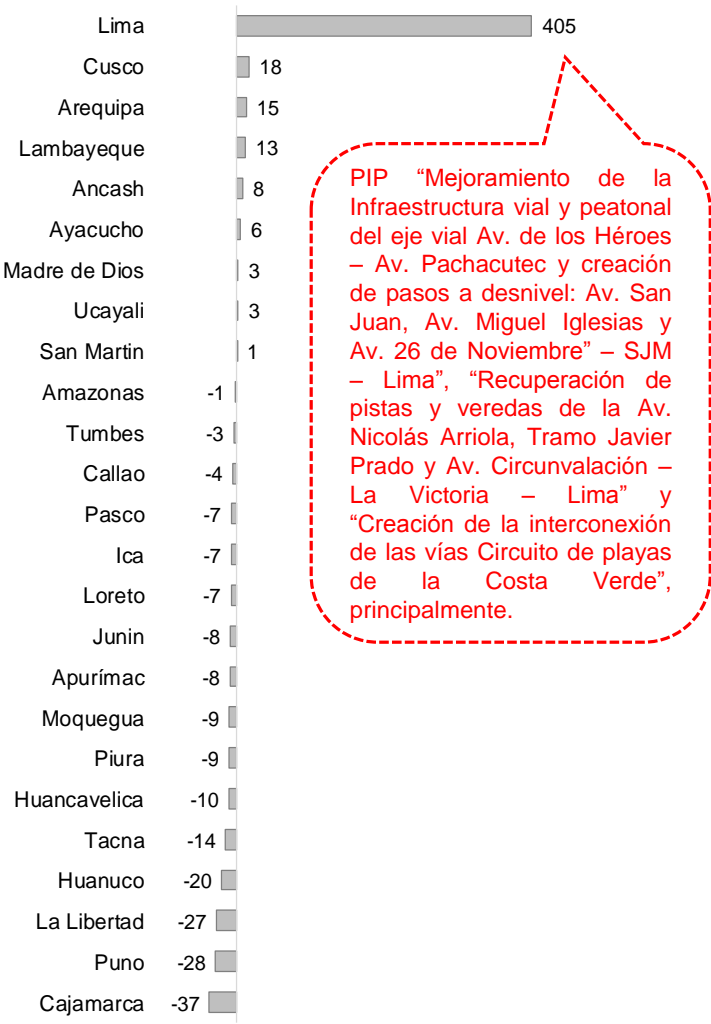 Lima 405
Cusco 18
Arequipa 15
Lambayeque 13
Ancash 8
Ayacucho 6
Madre de Dios 3
Ucayali 3
San Martin 1
Amazonas -1
Tumbes -3
Callao -4
Pasco -7
Ica -7
Loreto -7
Junin -8
Apurímac -8
Moquegua -9
Piura -9
Huancavelica -10
Tacna -14
Huanuco -20
La Libertad -27
Puno -28
Cajamarca -37
PIP “Mejoramiento de la
Infraestructura vial y peatonal
del eje vial Av. de los Héroes
– Av. Pachacutec y creación
de pasos a desnivel: Av. San
Juan, Av. Miguel Iglesias y
Av. 26 de Noviembre” – SJM
– Lima”, “Recuperación de
pistas y veredas de la Av.
Nicolás Arriola, Tramo Javier
Prado y Av. Circunvalación –
La Victoria – Lima” y
“Creación de la interconexión
de las vías Circuito de playas
de la Costa Verde”,
principalmente.